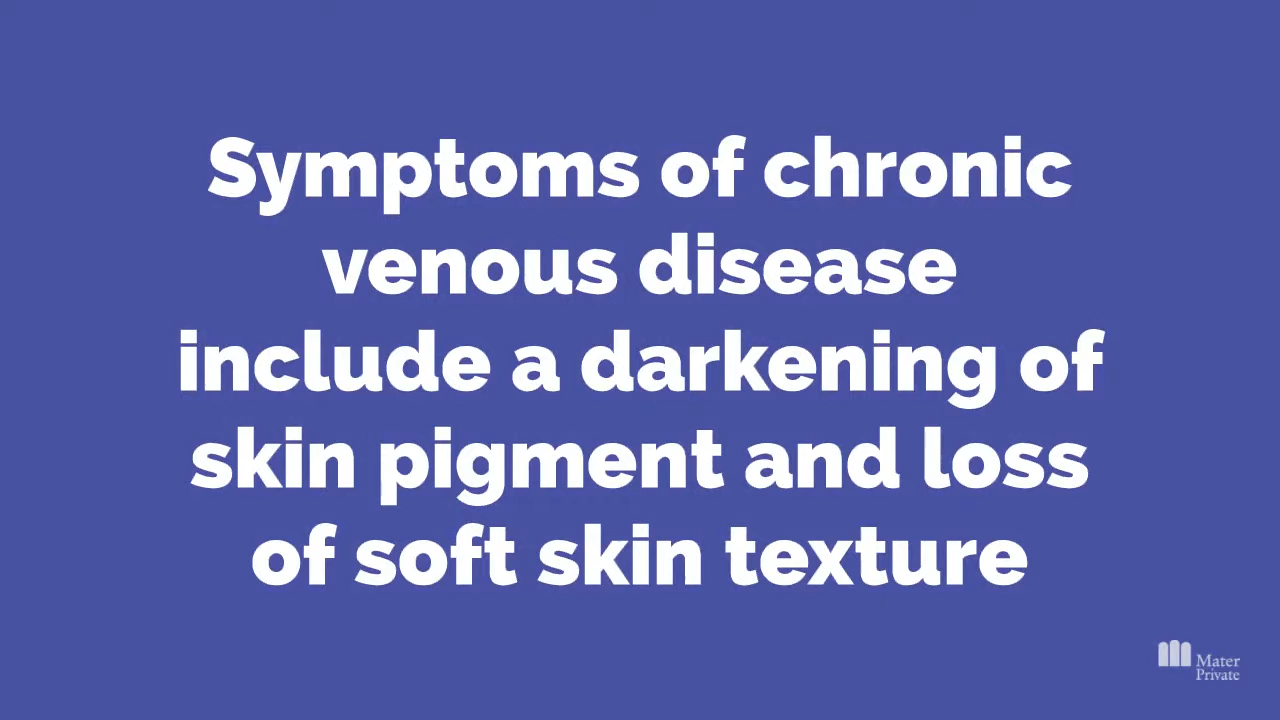 Symptoms of chronic
venous disease
include a darkening of
skin pigment and loss
of soft skin texture
Mater
Private